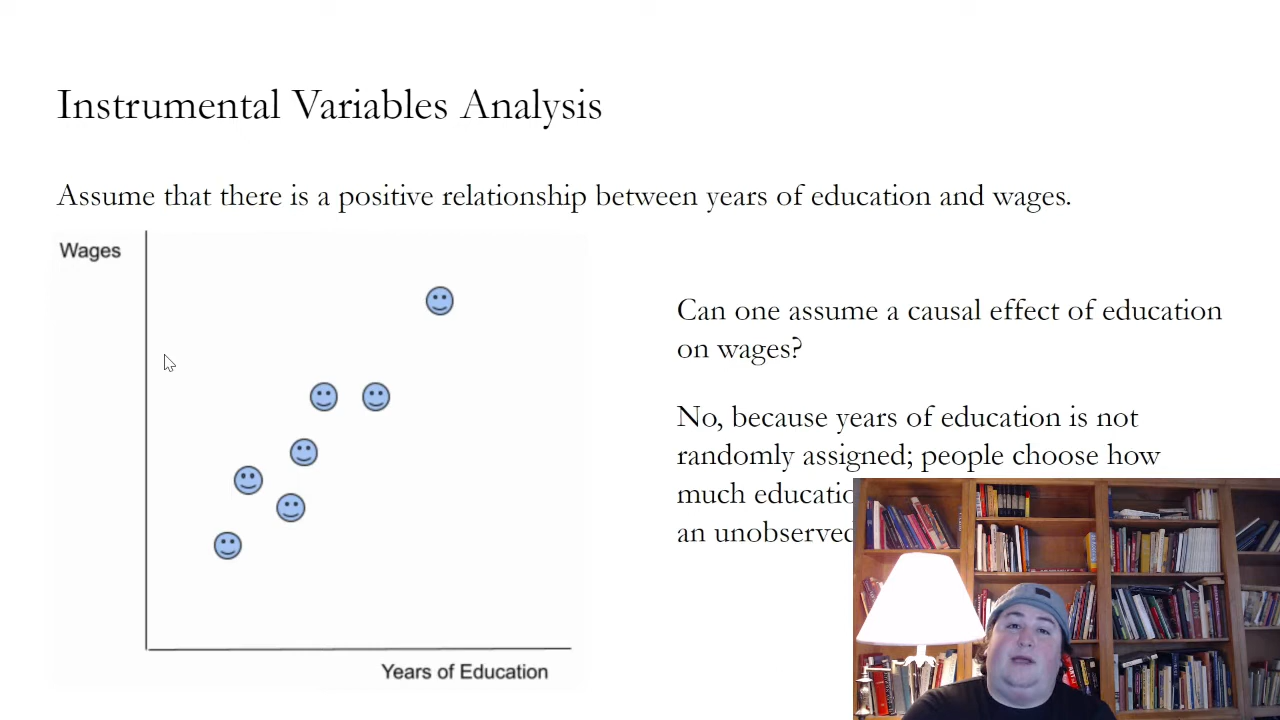 Instrumental Variables Analysis
Assume that there is a positive relationship between years of education and wages.
Wages
Can one assume a causal effect of education
on wages?
No, because years of education is not
randomly assigned; people choose how
much
an unobserved
Years of Education